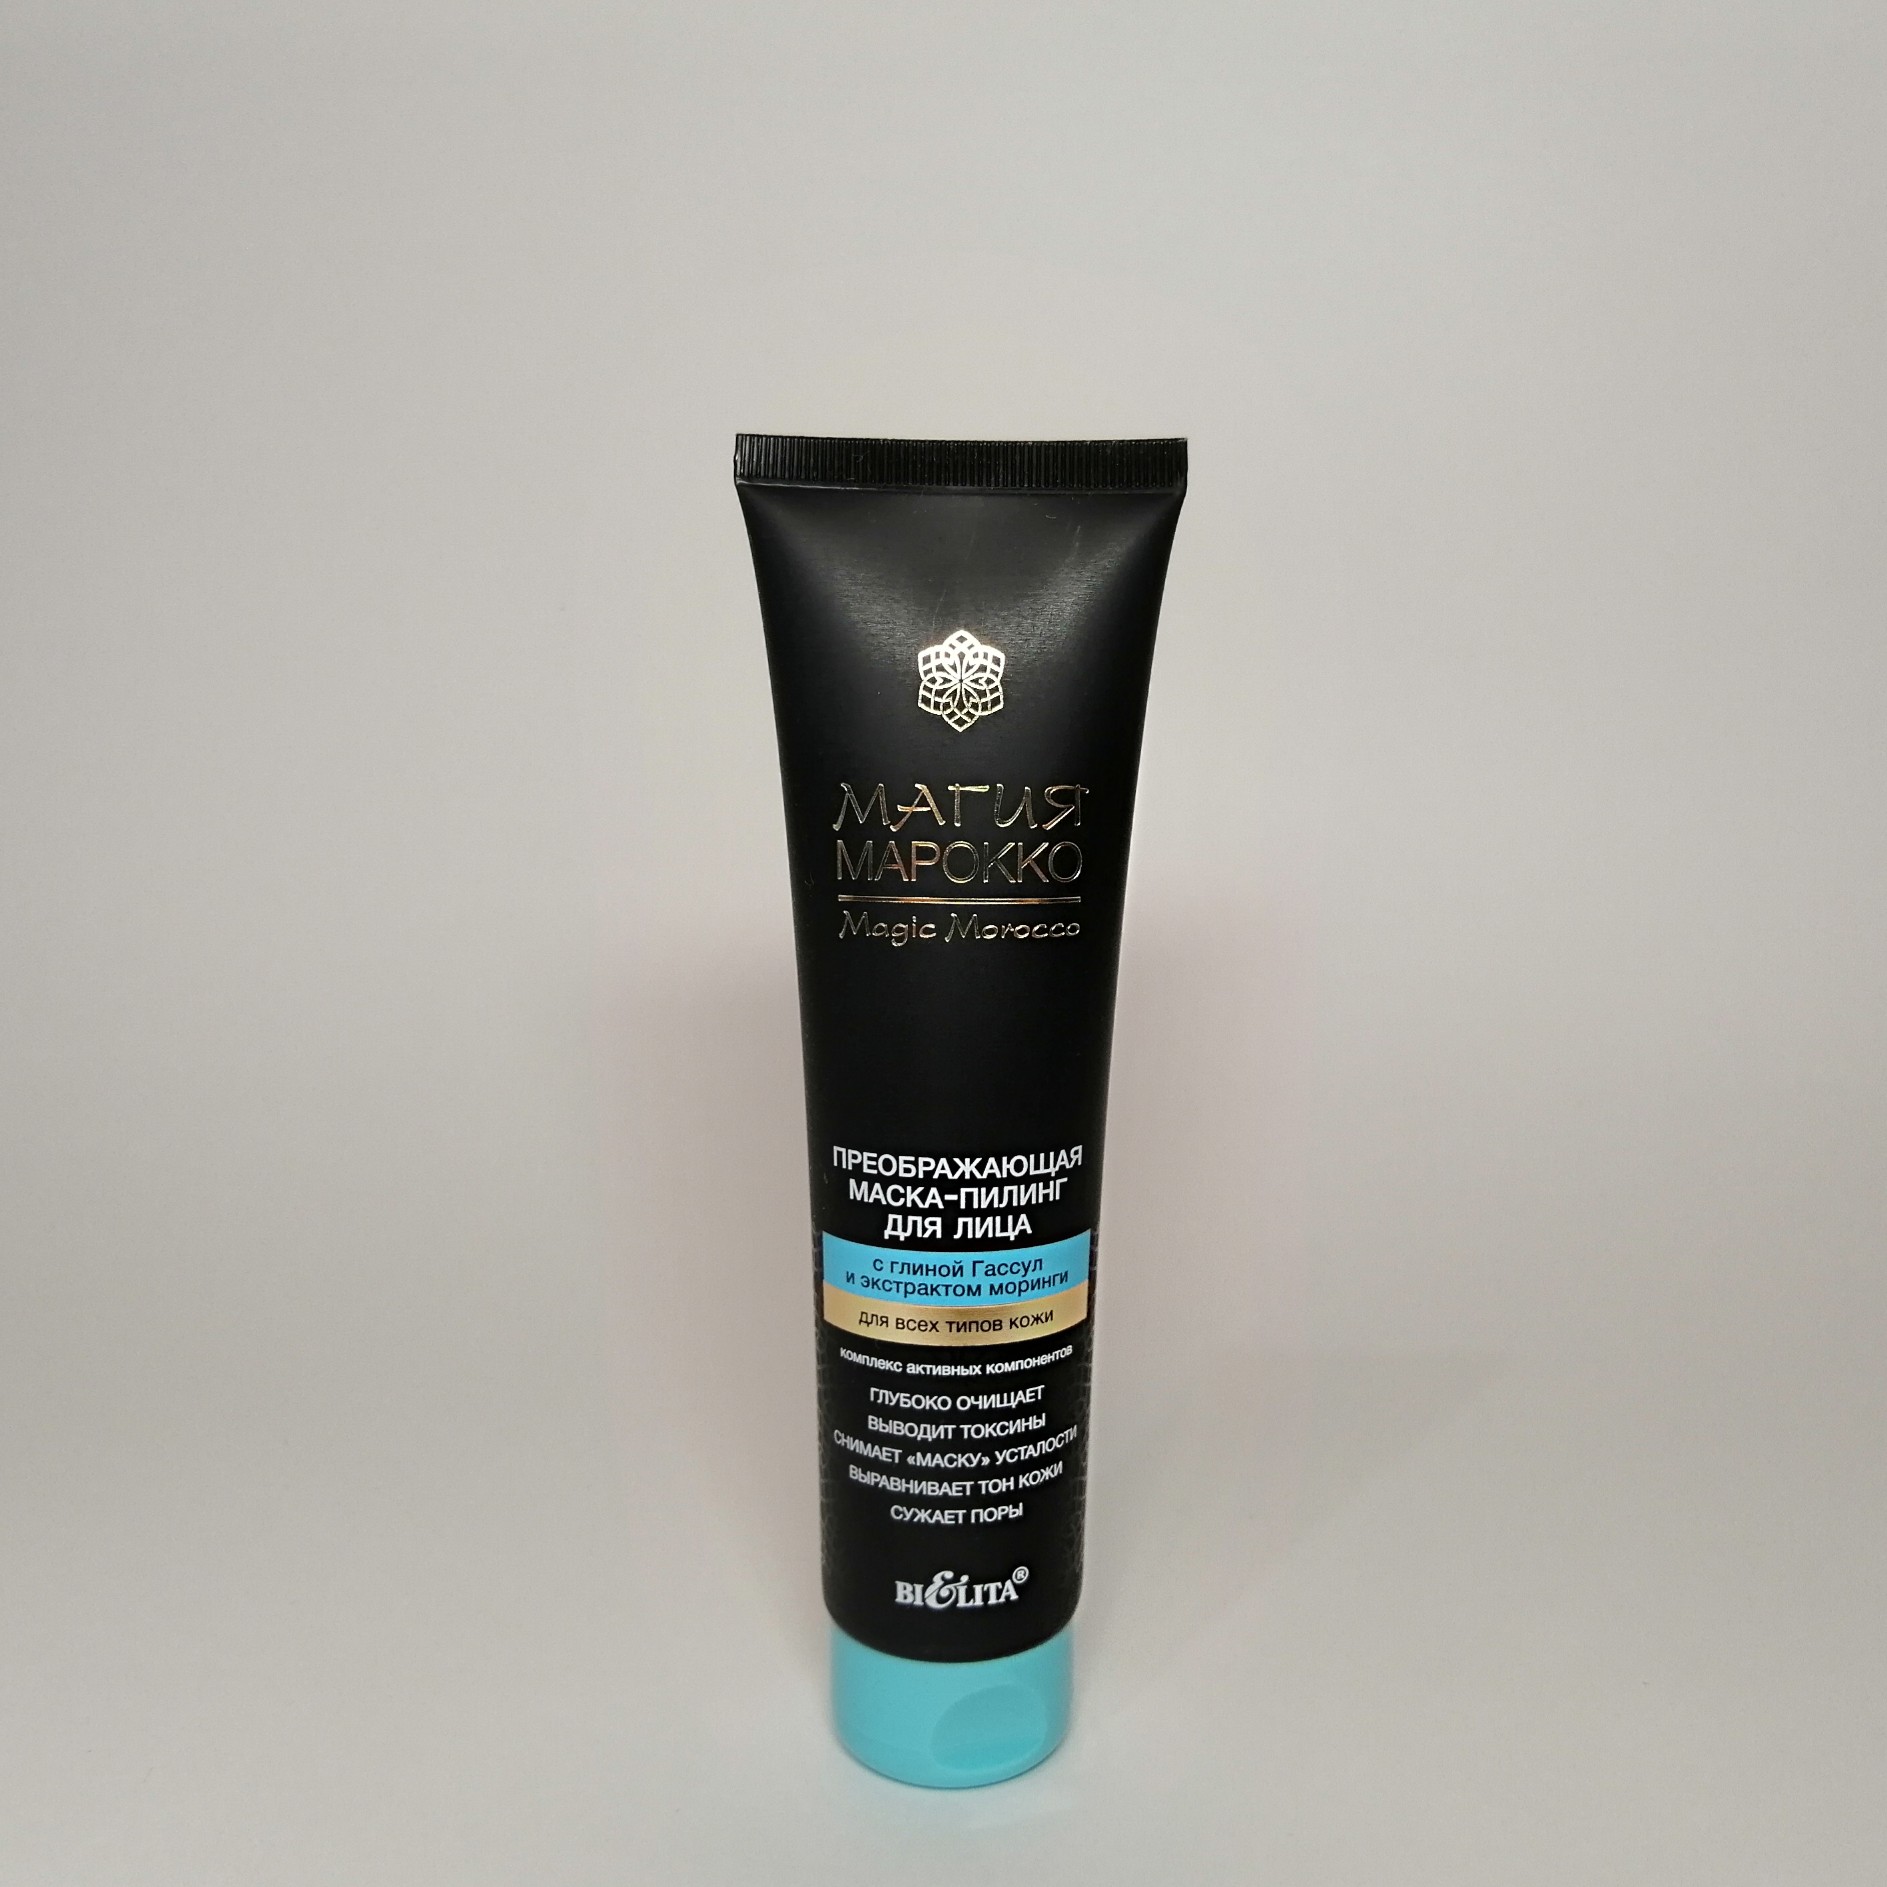 МАГИЯ
МАРОККО
Magic Morocco
ПРЕОБРАЖАЮЩАЯ
МАСКА-ПИЛИНГ
ДЛЯ ЛИЦА
с глиной Гассул
и экстрактом моринги
для всех типов кожи
комплекс активных компонентов
ГЛУБОКО ОЧИЩАЕТ
ВЫВОДИТ ТОКСИНЫ
СНИМАЕТ «МАСКУ» УСТАЛОСТИ
ВЫРАВНИВАЕТ ТОН КОЖИ
СУЖАЕТ ПОРЫ
BIELITA®